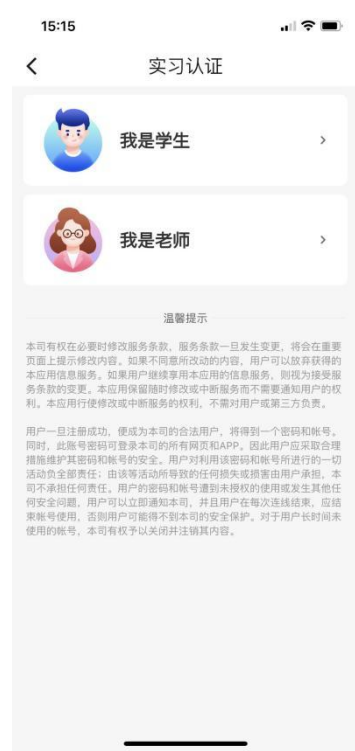 15:15
实习认证
我是学生
我是老师
温馨提示
本司有权在必要时修改服务条款，服务条款一旦发生变更，将会在重要
页面上提示修改内容。如果不同意所改动的内容，用户可以放弃获得的
本应用信息服务。如果用户继续享用本应用的信息服务，则视为接受服
务条款的变更。本应用保留随时修改或中断服务而不需要通知用户的权
利。本应用行使修改或中断服务的权利，不需对用户或第三方负责。
用户一旦注册成功，便成为本司的合法用户，将得到一个密码和帐号。
同时，此账号密码可登录本司的所有网页和APP。因此用户应采取合理
措施维护其密码和帐号的安全。用户对利用该密码和帐号所进行的一切
活动负全部责任：由该等活动所导致的任何损失或损害由用户承担，本
司不承担任何责任。用户的密码和帐号遭到未授权的使用或发生其他任
何安全问题，用户可以立即通知本司，并且用户在每次连线结束，应结
束帐号使用，否则用户可能得不到本司的安全保护。对于用户长时间未
使用的帐号，本司有权予以关闭并注销其内容。